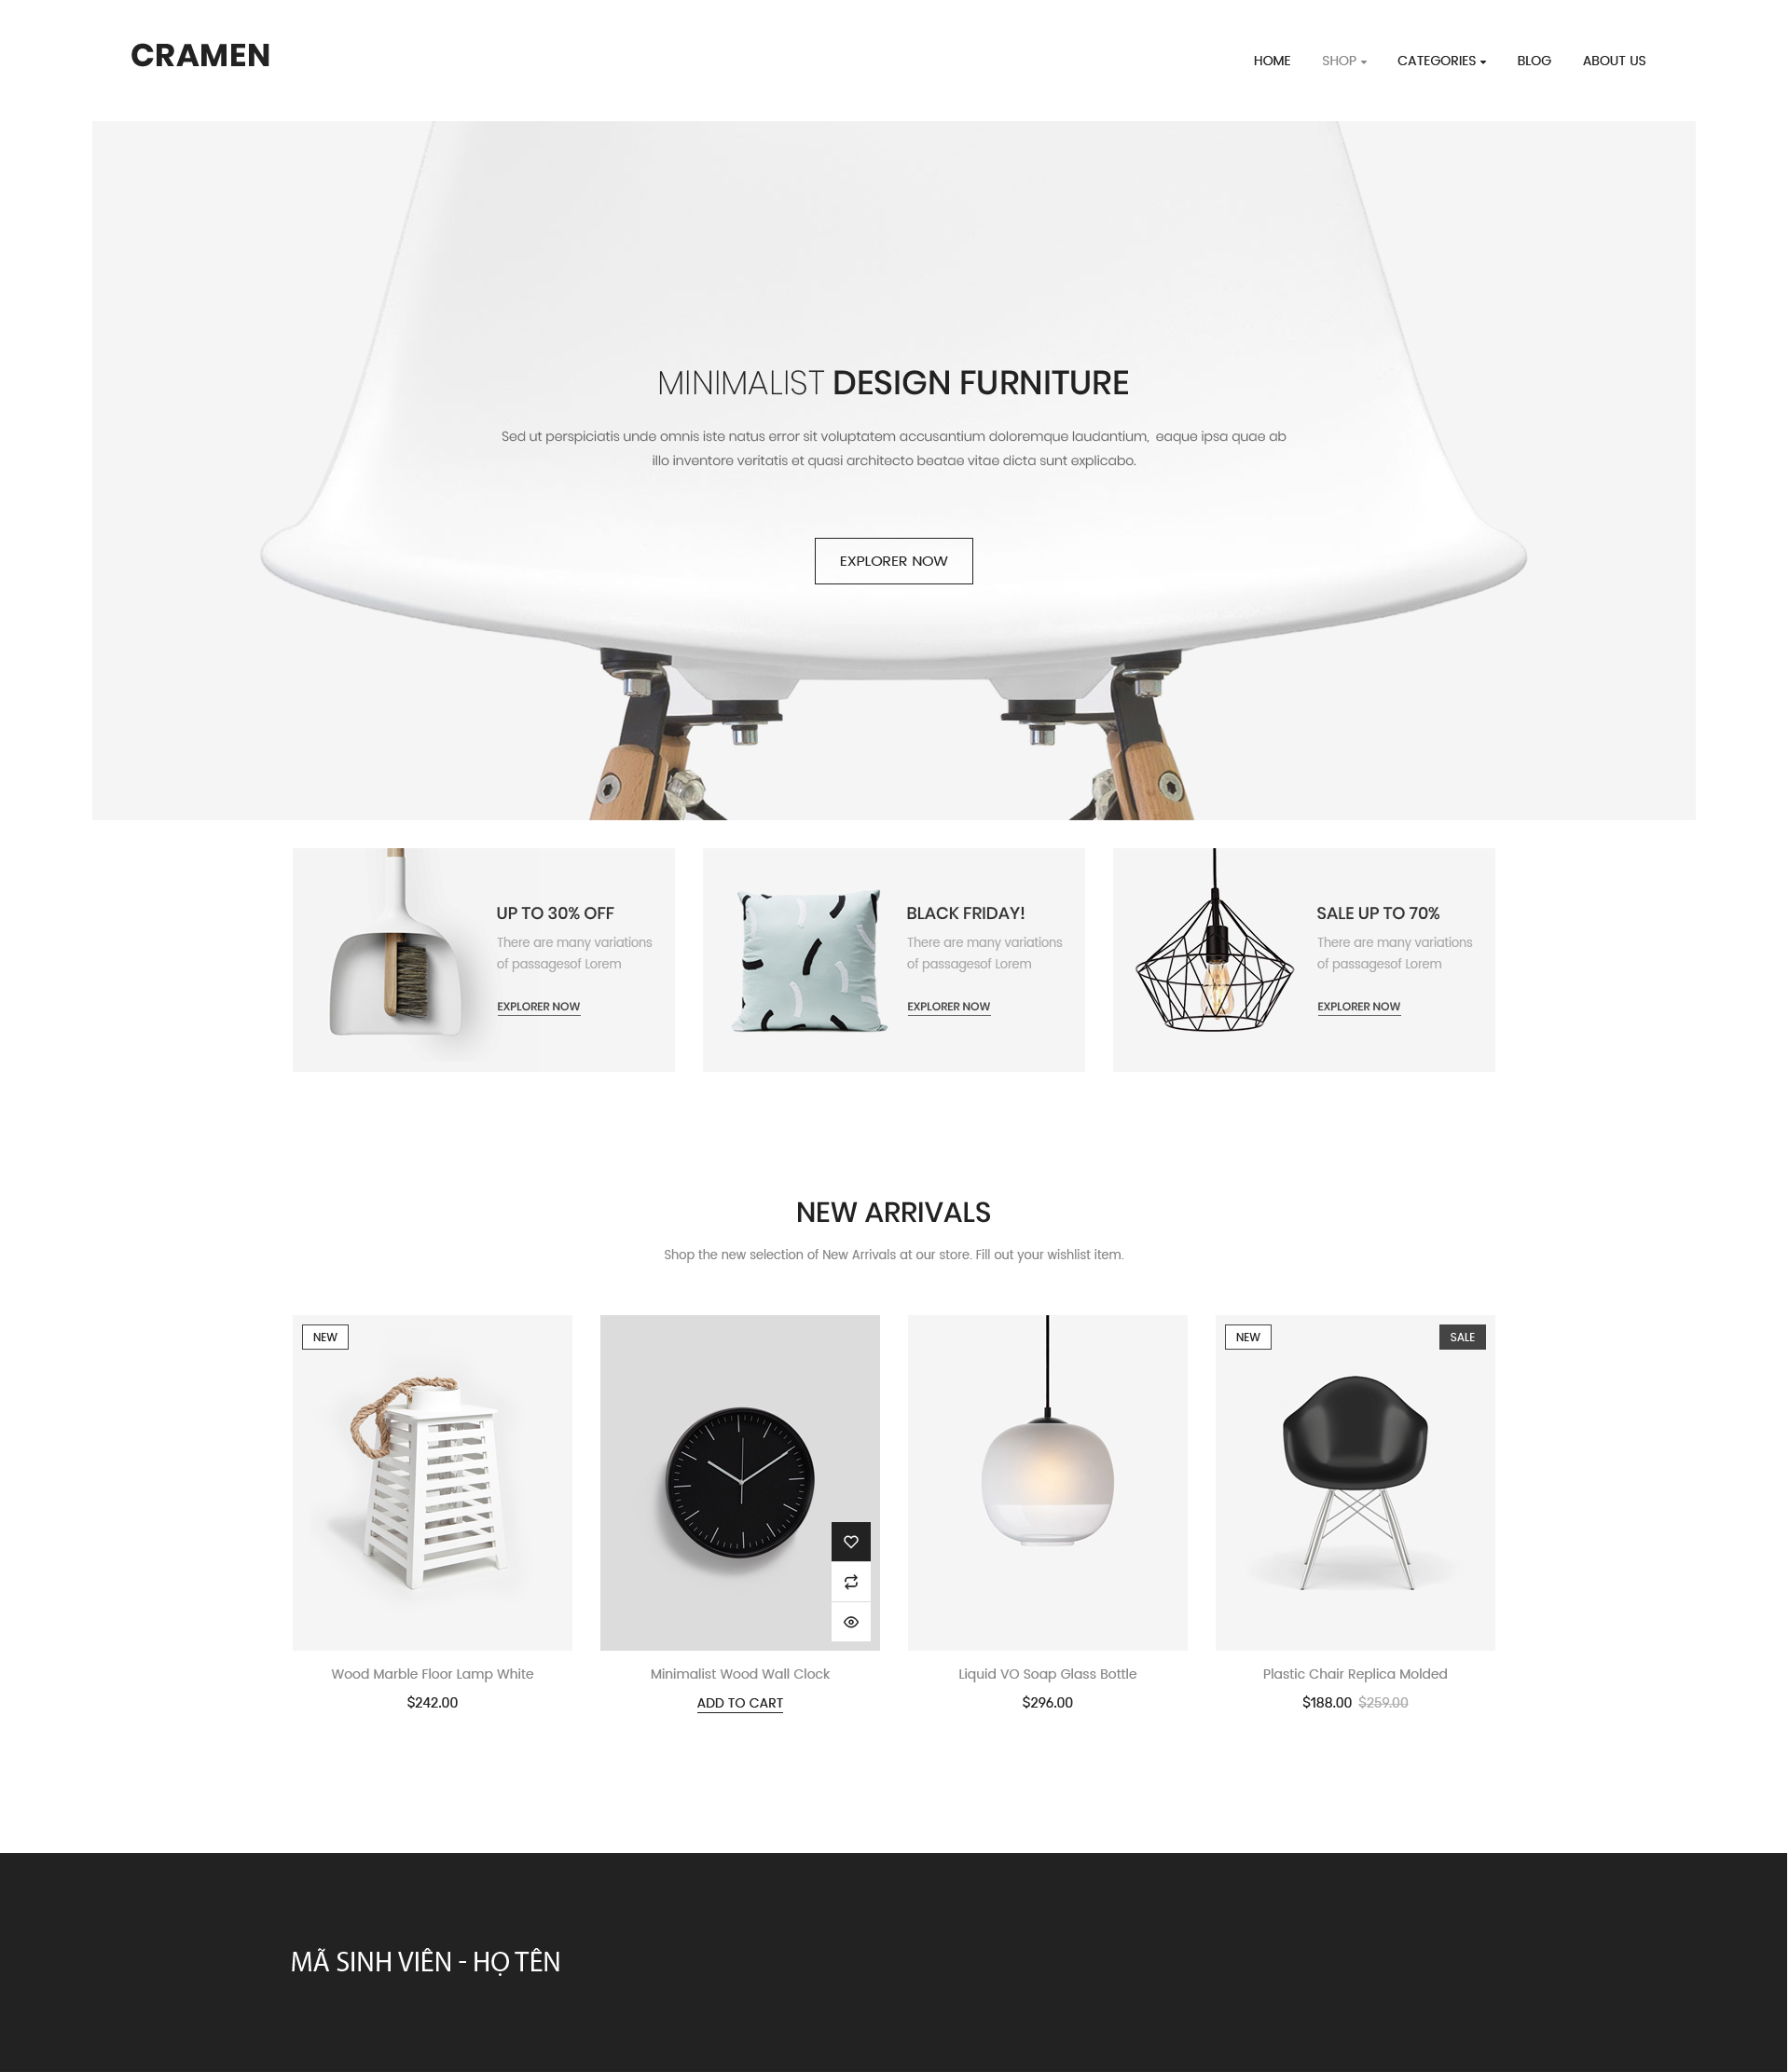 CRAMEN
HOME SHOP CATEGORIES BLOG ABOUT US
MINIMALIST DESIGN FURNITURE
Sed ut perspiciatis unde omnis iste natus error sit voluptatem accusantium doloremque laudantium, eaque ipsa quae ab
illo inventore veritatis et quasi architecto beatae vitae dicta sunt explicabo.
EXPLORER NOW
UP TO 30% OFF
There are many variations
of passagesof Lorem
EXPLORER NOW
BLACK FRIDAY!
There are many variations
of passagesof Lorem
EXPLORER NOW
SALE UP TO 70%
There are many variations
of passagesof Lorem
EXPLORER NOW
NEW ARRIVALS
Shop the new selection of New Arrivals at our store. Fill out your wishlist item.
NEW
Wood Marble Floor Lamp White
$242.00
Minimalist Wood Wall Clock
ADD TO CART
Liquid VO Soap Glass Bottle
$296.00
NEW
SALE
Plastic Chair Replica Molded
$188.00 $259.00
MÃ SINH VIÊN - HỌ TÊN